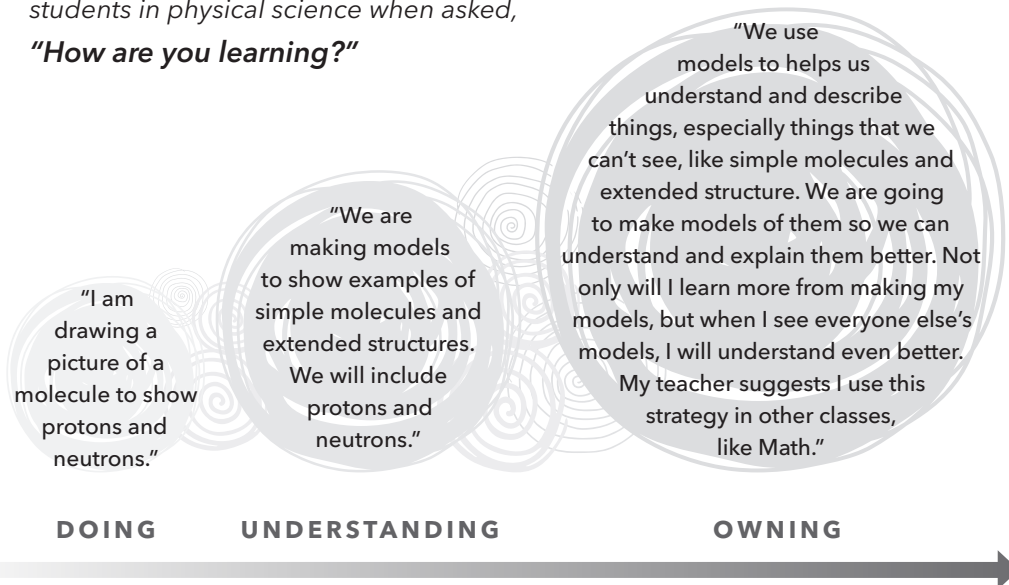 students in physical science when asked,
“How are you learning?”
“I am
drawing a
picture of a
molecule to show
protons and
neutrons.”
“We are
making models
to show examples of
simple molecules and
extended structures.
We will include
protons and
neutrons.”
“We use
models to helps us
understand and describe
things, especially things that we
can’t see, like simple molecules and
extended structure. We are going
to make models of them so we can
understand and explain them better. Not
only will I learn more from making my
models, but when I see everyone else’s
models, I will understand even better.
My teacher suggests I use this
strategy in other classes,
like Math.”
DOING
UNDERSTANDING
OWNING